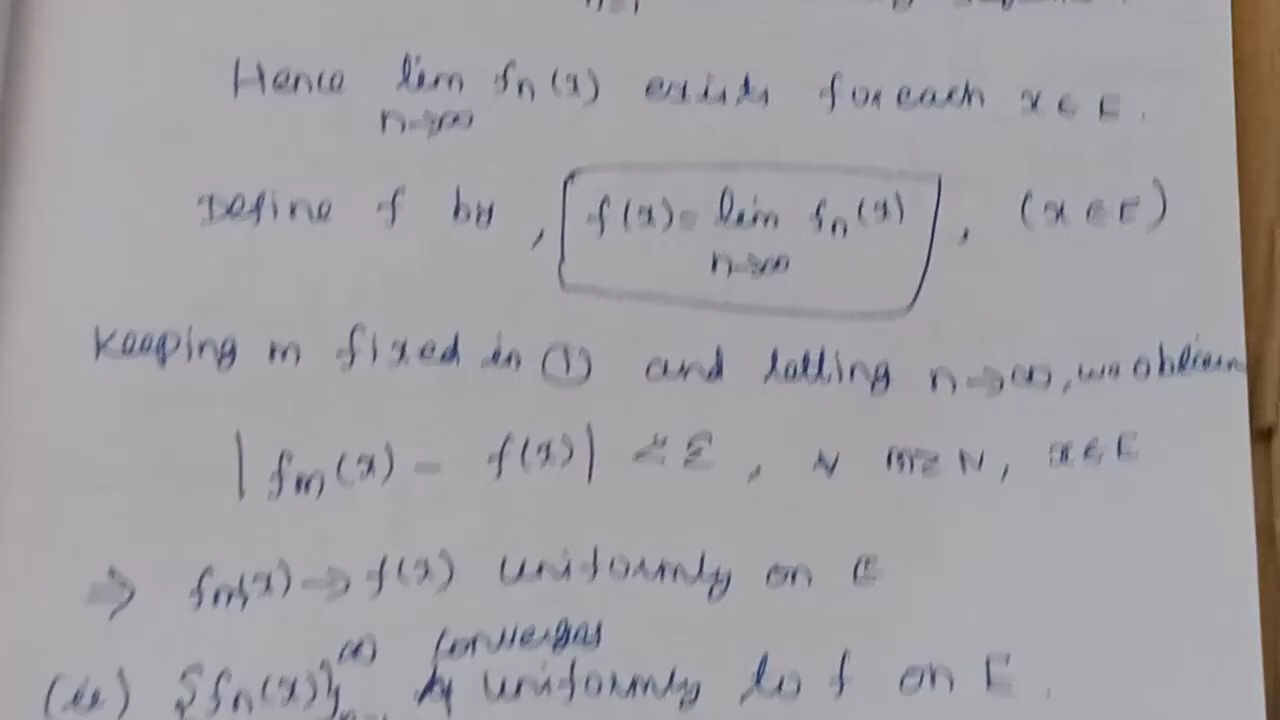 Hence lim fn(x) exists for each x ∈ E.
n→∞
Define f by, f(x) = lim fn(x), (x ∈ E)
n→∞
Keeping m fixed in (1) and letting n→∞, we obtain
|fm(x) - f(x)| ≤ ε, ∀ m ≥ N, x ∈ E
⇒ fm(x) → f(x) uniformly on E
(ie) {fn(x)}∞ converges uniformly to f on E.